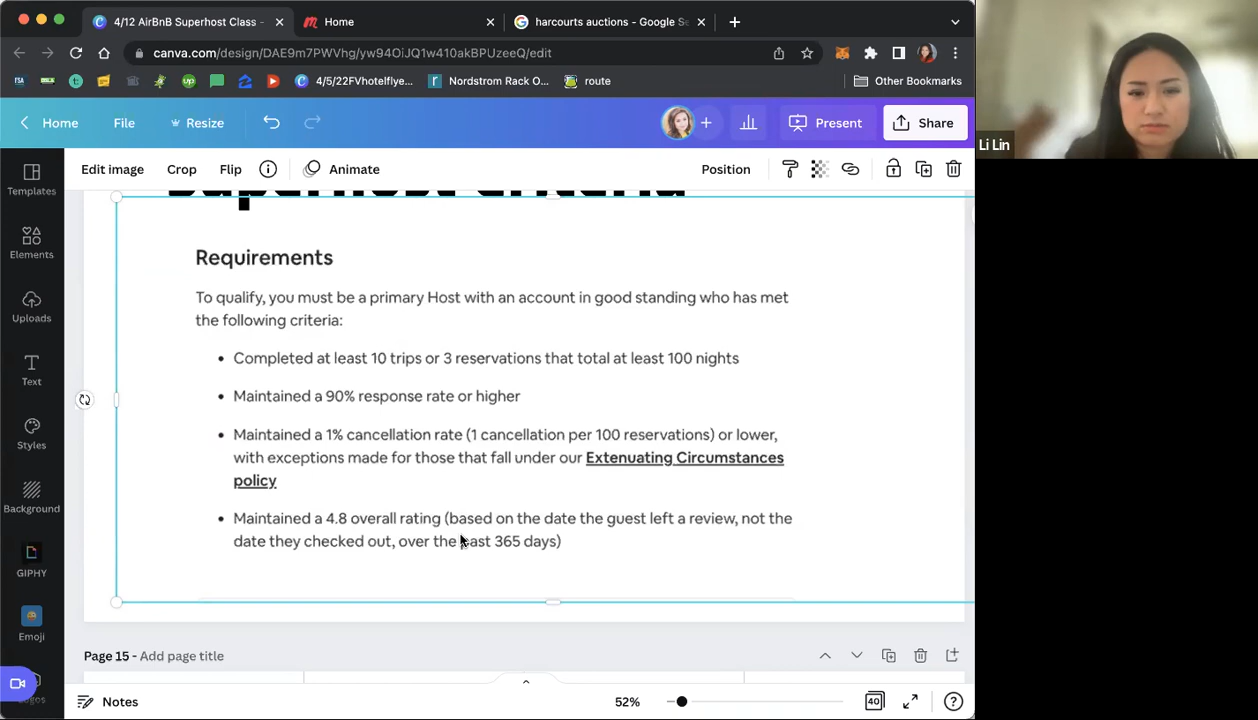 4/12 AirBnB Superhost Class -
Home
harcourts auctions - Google Se
canva.com/design/DAE9m7PWVhg/yw94OiJQ1w410akBPUzeeQ/edit
4/5/22FVhotelflye...
Nordstrom Rack O...
route
Other Bookmarks
Home
File
Resize
Present
Share
Li Lin
Edit image
Crop
Flip
Animate
Position
Templates
Elements
Uploads
Text
Styles
Background
GIPHY
Emoji
Logos
Superhost Criteria
Requirements
To qualify, you must be a primary Host with an account in good standing who has met
the following criteria:
• Completed at least 10 trips or 3 reservations that total at least 100 nights
• Maintained a 90% response rate or higher
• Maintained a 1% cancellation rate (1 cancellation per 100 reservations) or lower,
with exceptions made for those that fall under our Extenuating Circumstances
policy
• Maintained a 4.8 overall rating (based on the date the guest left a review, not the
date they checked out, over the past 365 days)
Page 15 - Add page title
Notes
52%
40